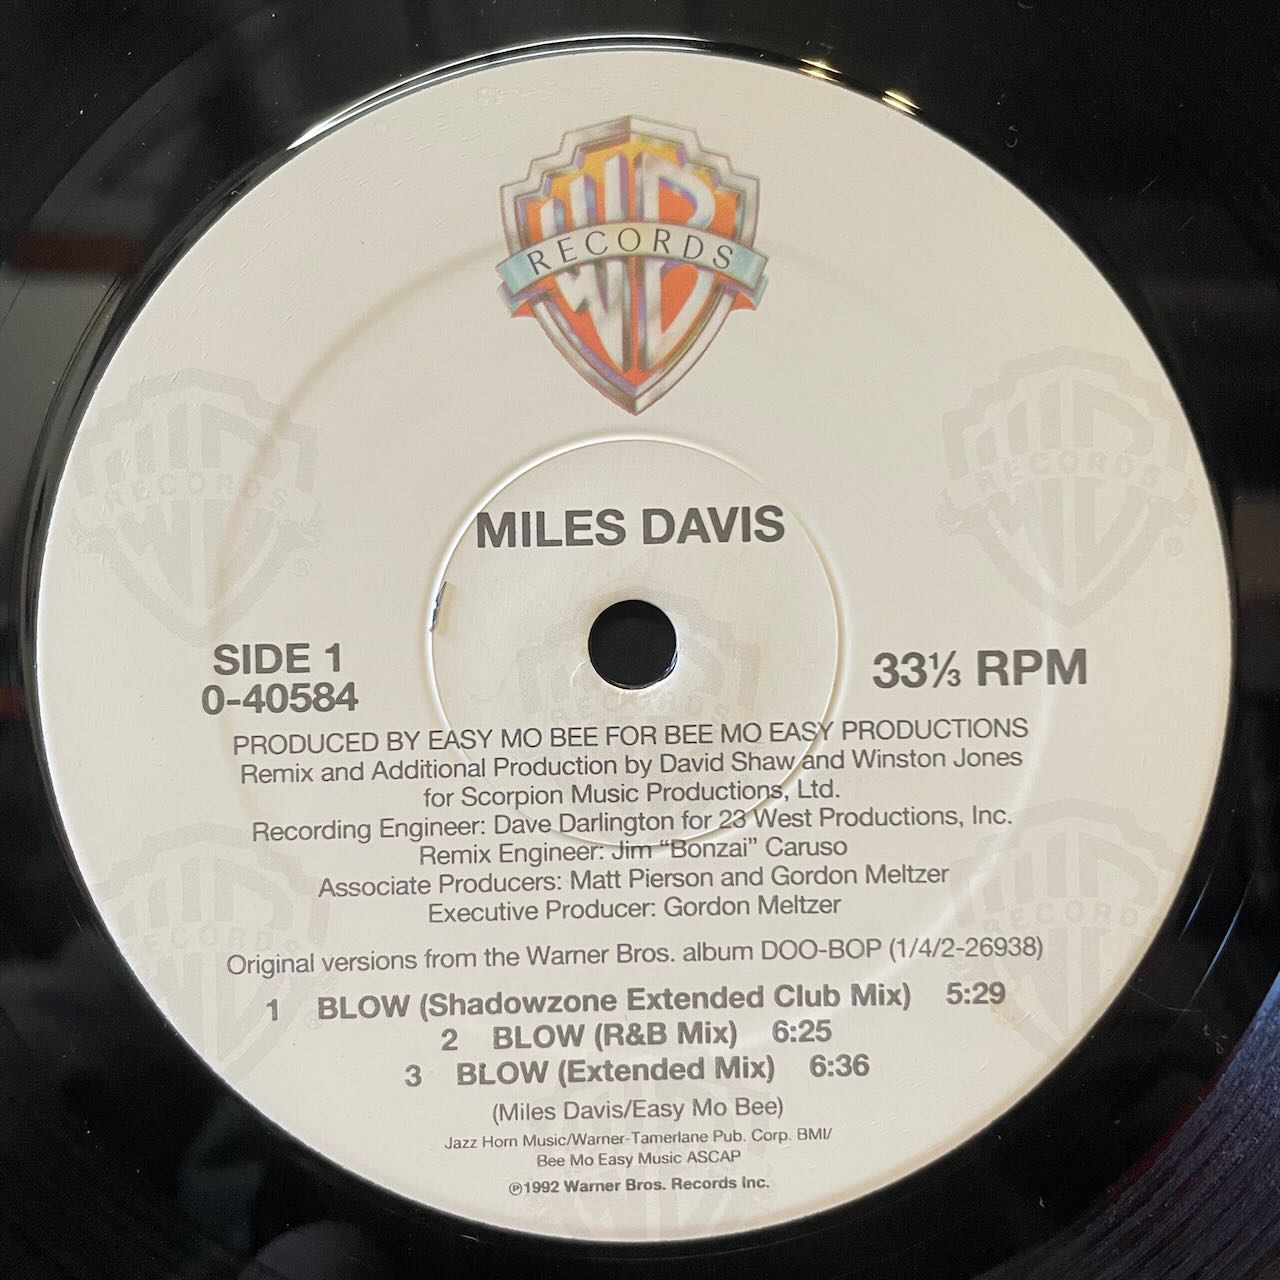 WB
RECORDS
MILES DAVIS
SIDE 1
0-40584
33⅓ RPM
PRODUCED BY EASY MO BEE FOR BEE MO EASY PRODUCTIONS
Remix and Additional Production by David Shaw and Winston Jones
for Scorpion Music Productions, Ltd.
Recording Engineer: Dave Darlington for 23 West Productions, Inc.
Remix Engineer: Jim “Bonzai” Caruso
Associate Producers: Matt Pierson and Gordon Meltzer
Executive Producer: Gordon Meltzer
Original versions from the Warner Bros. album DOO-BOP (1/4/2-26938)
1 BLOW (Shadowzone Extended Club Mix) 5:29
2 BLOW (R&B Mix) 6:25
3 BLOW (Extended Mix) 6:36
(Miles Davis/Easy Mo Bee)
Jazz Horn Music/Warner-Tamerlane Pub. Corp. BMI/
Bee Mo Easy Music ASCAP
℗1992 Warner Bros. Records Inc.